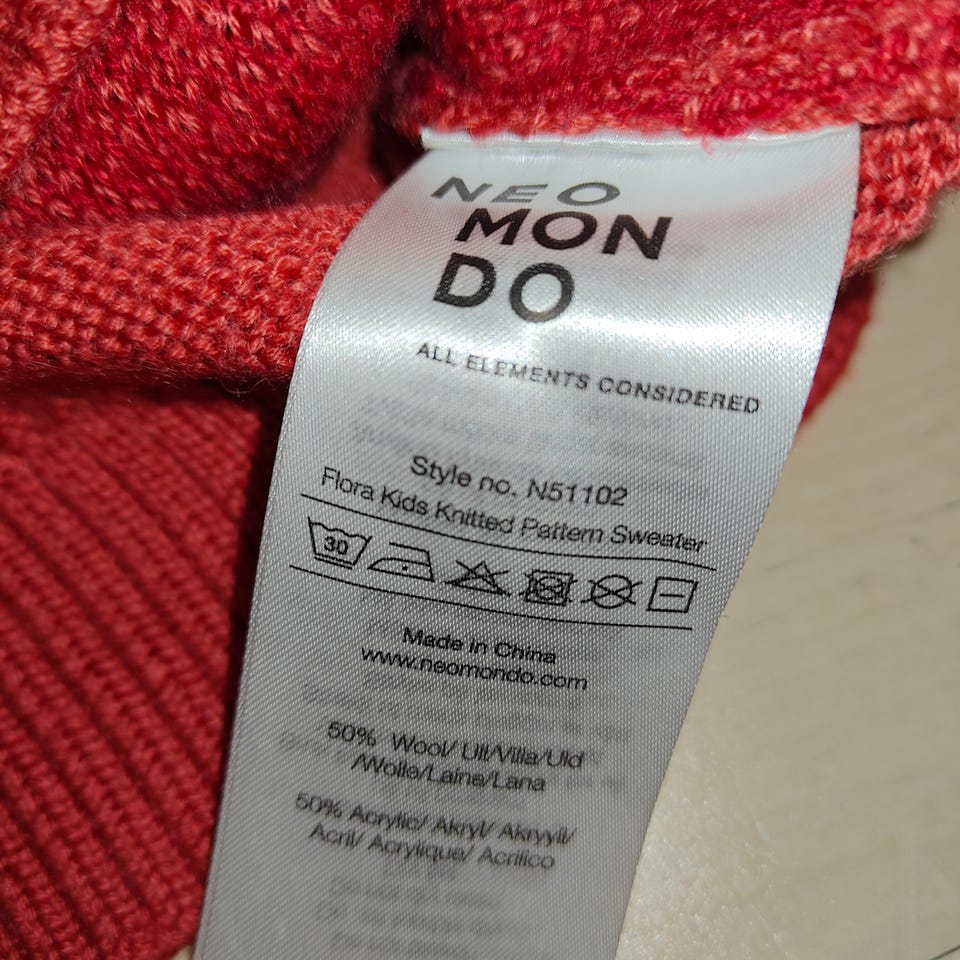 NEO
MON
DO
ALL ELEMENTS CONSIDERED
Style no. N51102
Flora Kids Knitted Pattern Sweater
30
Made in China
www.neomondo.com
50% Wool/ Ull/Villa/Uld
/Wolle/Laine/Lana
50% Acrylic/ Akryl/ Akryyli/
Acril/ Acrylique/ Acrilico